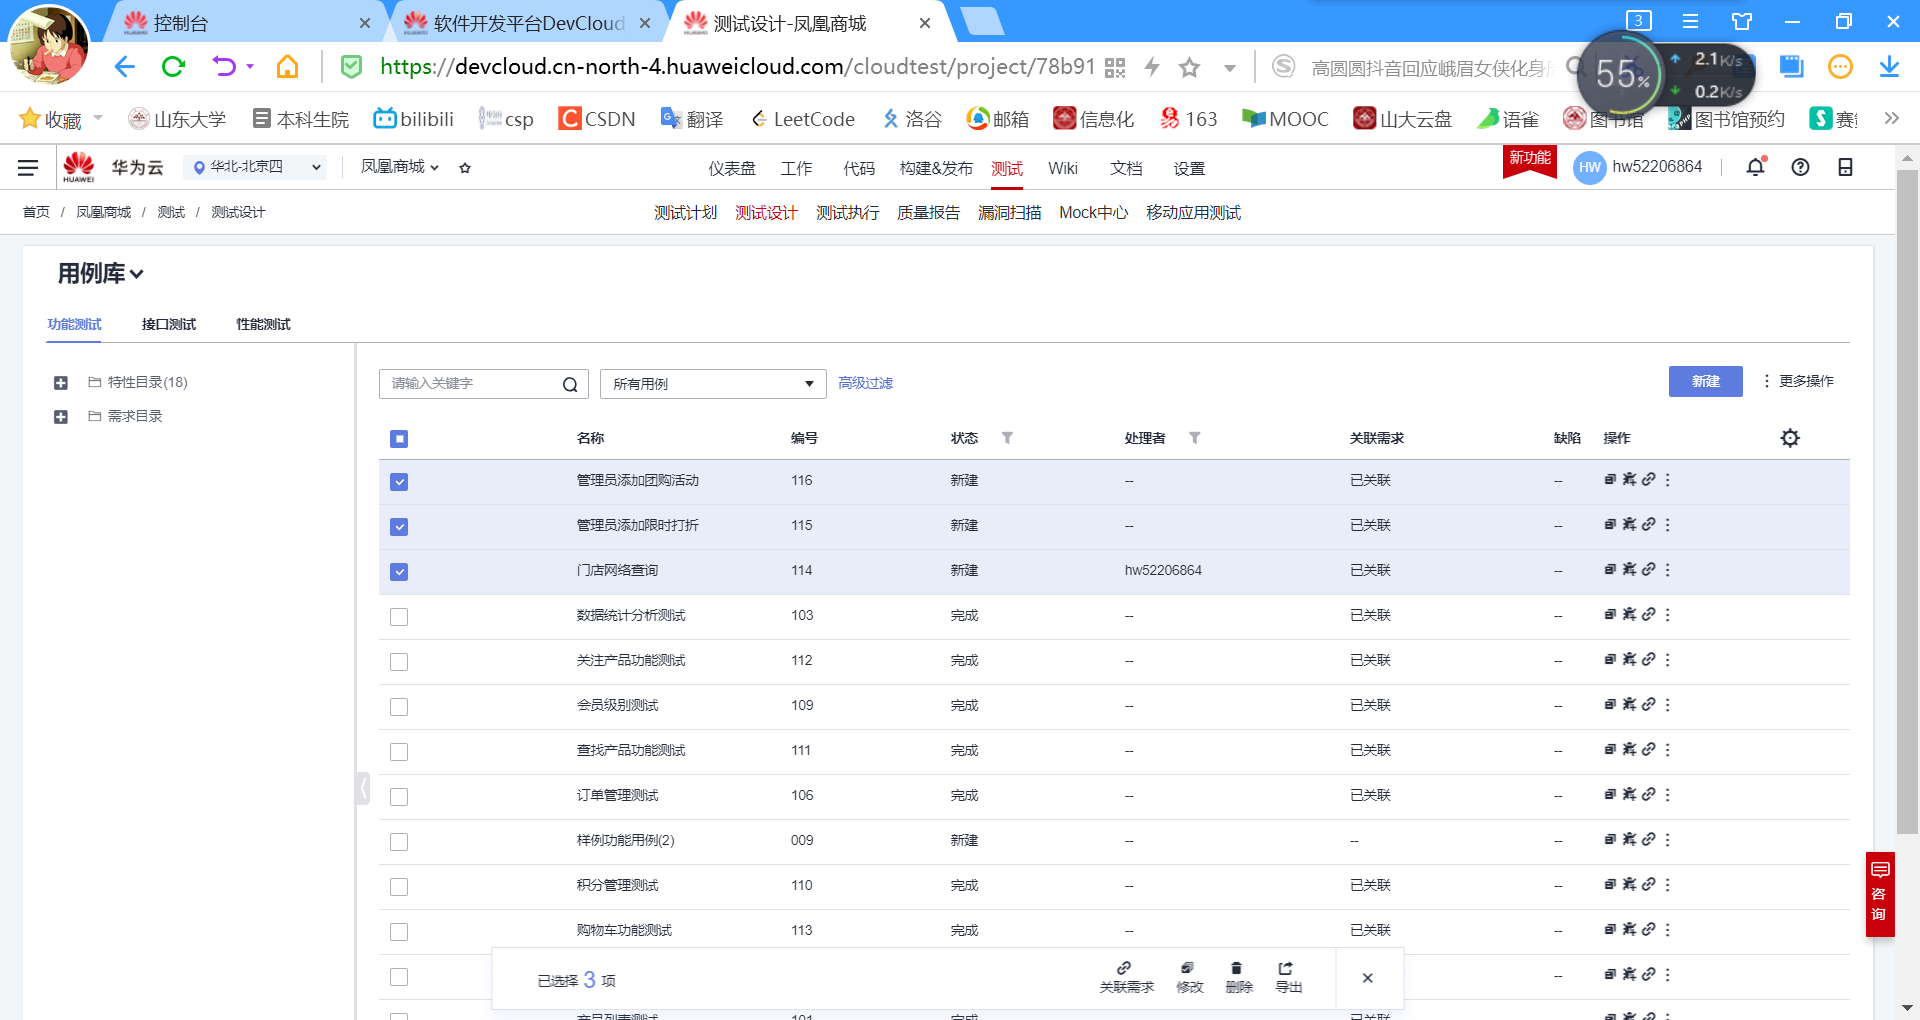 控制台
软件开发平台DevCloud
测试设计-凤凰商城
3
https://devcloud.cn-north-4.huaweicloud.com/cloudtest/project/78b91
高圆圆抖音回应峨眉女侠化身
55%
2.1K/s
0.2K/s
收藏
山东大学
本科生院
bilibili
csp
CSDN
翻译
LeetCode
洛谷
邮箱
信息化
163
MOOC
山大云盘
语雀
图书馆
图书馆预约
HUAWEI
华为云
华北-北京四
凤凰商城
仪表盘
工作
代码
构建&发布
测试
Wiki
文档
设置
新功能
HW
hw52206864
首页 / 凤凰商城 / 测试 / 测试设计
测试计划
测试设计
测试执行
质量报告
漏洞扫描
Mock中心
移动应用测试
用例库
功能测试
接口测试
性能测试
特性目录(18)
需求目录
请输入关键字
所有用例
高级过滤
新建
更多操作
名称 编号 状态 处理者 关联需求 缺陷 操作
管理员添加团购活动 116 新建 -- 已关联 --
管理员添加限时打折 115 新建 -- 已关联 --
门店网络查询 114 新建 hw52206864 已关联 --
数据统计分析测试 103 完成 -- 已关联 --
关注产品功能测试 112 完成 -- 已关联 --
会员级别测试 109 完成 -- 已关联 --
查找产品功能测试 111 完成 -- 已关联 --
订单管理测试 106 完成 -- 已关联 --
样例功能用例(2) 009 新建 -- -- --
积分管理测试 110 完成 -- 已关联 --
购物车功能测试 113 完成 -- 已关联 --
--
已选择 3 项
关联需求
修改
删除
导出
咨询